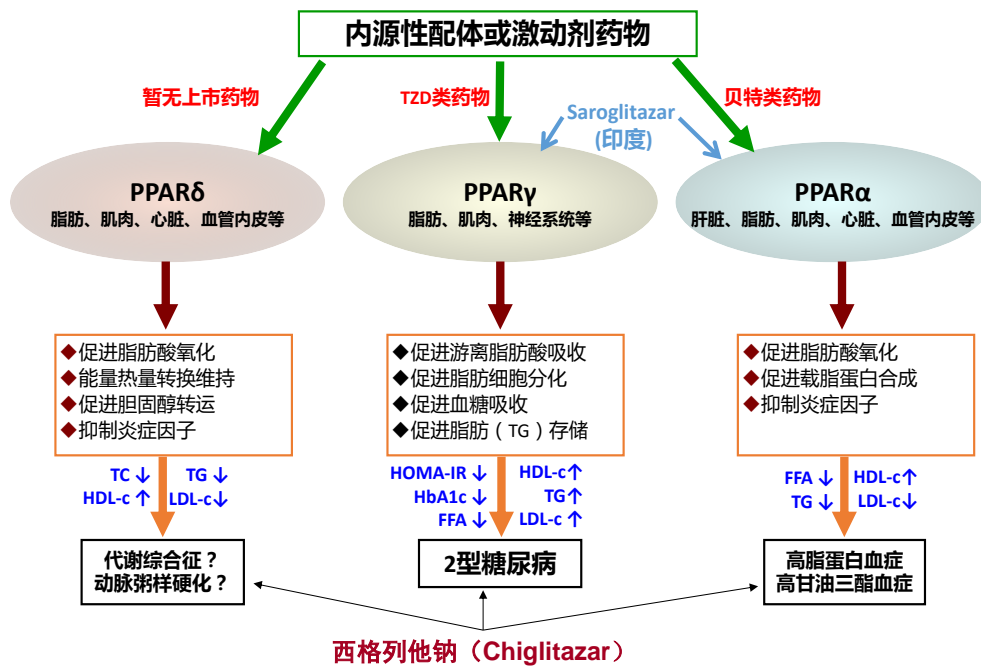 内源性配体或激动剂药物
暂无上市药物
TZD类药物
贝特类药物
Saroglitazar
(印度)
PPARδ
脂肪、肌肉、心脏、血管内皮等
PPARγ
脂肪、肌肉、神经系统等
PPARα
肝脏、脂肪、肌肉、心脏、血管内皮等
◆促进脂肪酸氧化
◆能量热量转换维持
◆促进胆固醇转运
◆抑制炎症因子
◆促进游离脂肪酸吸收
◆促进脂肪细胞分化
◆促进血糖吸收
◆促进脂肪（TG）存储
◆促进脂肪酸氧化
◆促进载脂蛋白合成
◆抑制炎症因子
TC ↓ TG ↓
HDL-c ↑ LDL-c↓
HOMA-IR ↓ HDL-c↑
HbA1c ↓ TG↑
FFA ↓ LDL-c ↑
FFA ↓ HDL-c↑
TG ↓ LDL-c↓
代谢综合征？
动脉粥样硬化？
2型糖尿病
高脂蛋白血症
高甘油三酯血症
西格列他钠（Chiglitazar）